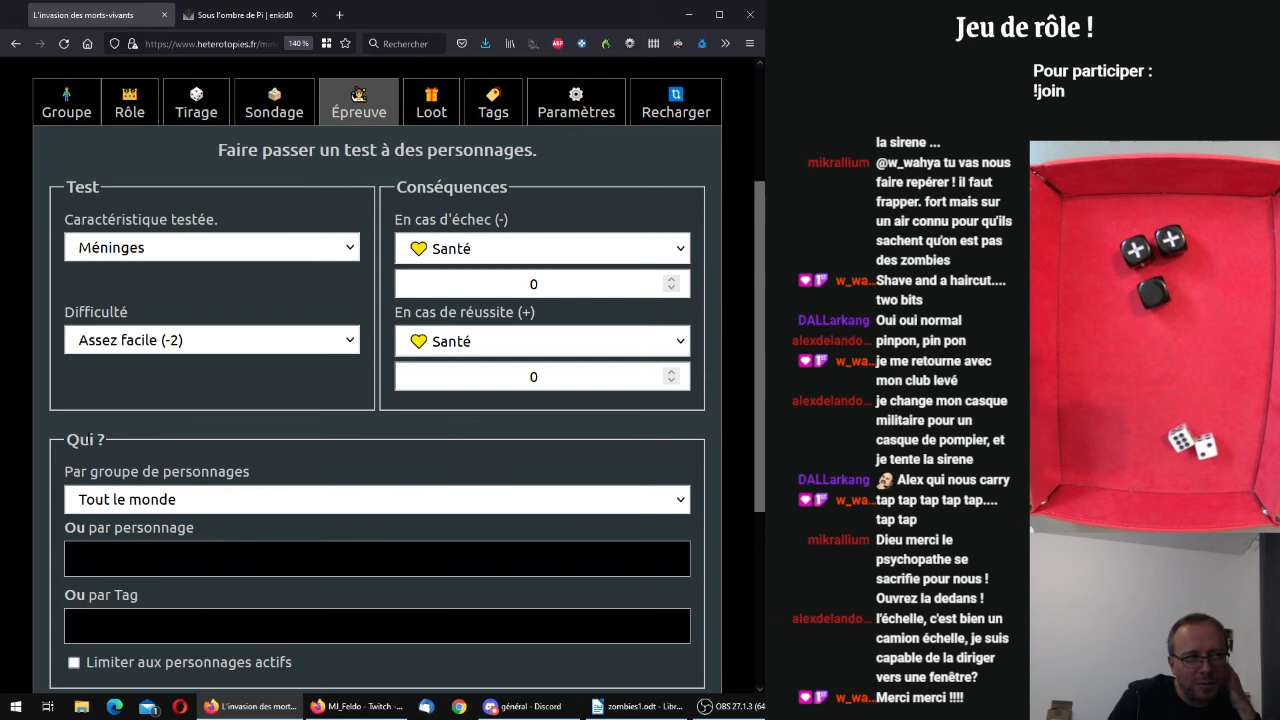 L'invasion des morts-vivants
Sous l'ombre de Pi | enkid0
https://www.heterotopies.fr/min
140 %
Rechercher
Groupe
Rôle
Tirage
Sondage
Épreuve
Loot
Tags
Paramètres
Recharger
Faire passer un test à des personnages.
Test
Caractéristique testée.
Méninges
Difficulté
Assez facile (-2)
Conséquences
En cas d'échec (-)
Santé
0
En cas de réussite (+)
Santé
0
Qui ?
Par groupe de personnages
Tout le monde
Ou par personnage
Ou par Tag
Limiter aux personnages actifs
L'invasion des mort...
MJ_Feldo - Twitch -...
général - Discord
zombies1.odt - Libr...
OBS 27.1.3 (64
Jeu de rôle !
Pour participer :
!join
la sirene ...
mikrallium @w_wahya tu vas nous
faire repérer ! il faut
frapper. fort mais sur
un air connu pour qu'ils
sachent qu'on est pas
des zombies
w_wa... Shave and a haircut....
two bits
DALLarkang Oui oui normal
alexdelando... pinpon, pin pon
w_wa... je me retourne avec
mon club levé
alexdelando... je change mon casque
militaire pour un
casque de pompier, et
je tente la sirene
DALLarkang Alex qui nous carry
w_wa... tap tap tap tap tap....
tap tap
mikrallium Dieu merci le
psychopathe se
sacrifie pour nous !
Ouvrez la dedans !
alexdelando... l'échelle, c'est bien un
camion échelle, je suis
capable de la diriger
vers une fenêtre?
w_wa... Merci merci !!!!